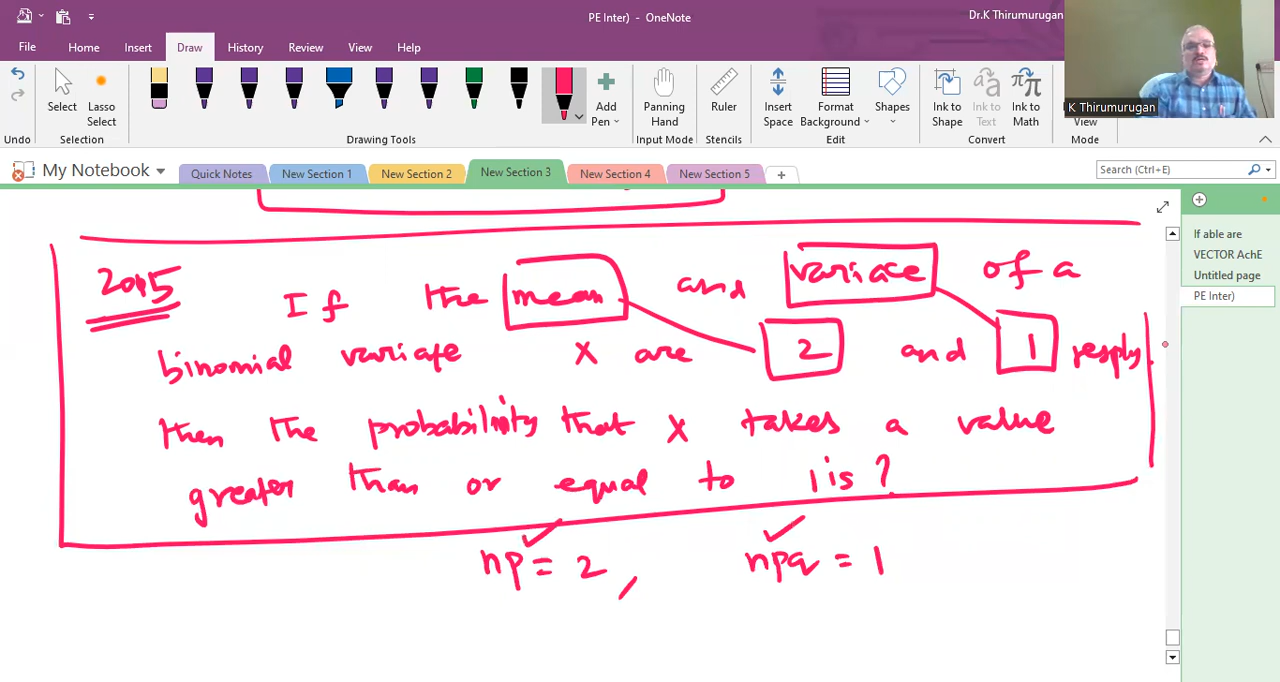 PE Inter) - OneNote
Dr.K Thirumurugan
File Home Insert Draw History Review View Help
Select Lasso Select Add Pen Panning Hand Ruler Insert Space Format Background Shapes Ink to Shape Ink to Text Ink to Math View
Undo Selection Drawing Tools Input Mode Stencils Edit Convert Mode
K Thirumurugan
My Notebook Quick Notes New Section 1 New Section 2 New Section 3 New Section 4 New Section 5 Search (Ctrl+E)
If able are
VECTOR AchE
Untitled page
PE Inter)
2015 If the mean and variace of a
binomial variate X are 2 and 1 resply.
then the probability that X takes a value
greater than or equal to 1 is ?
np = 2, npq = 1